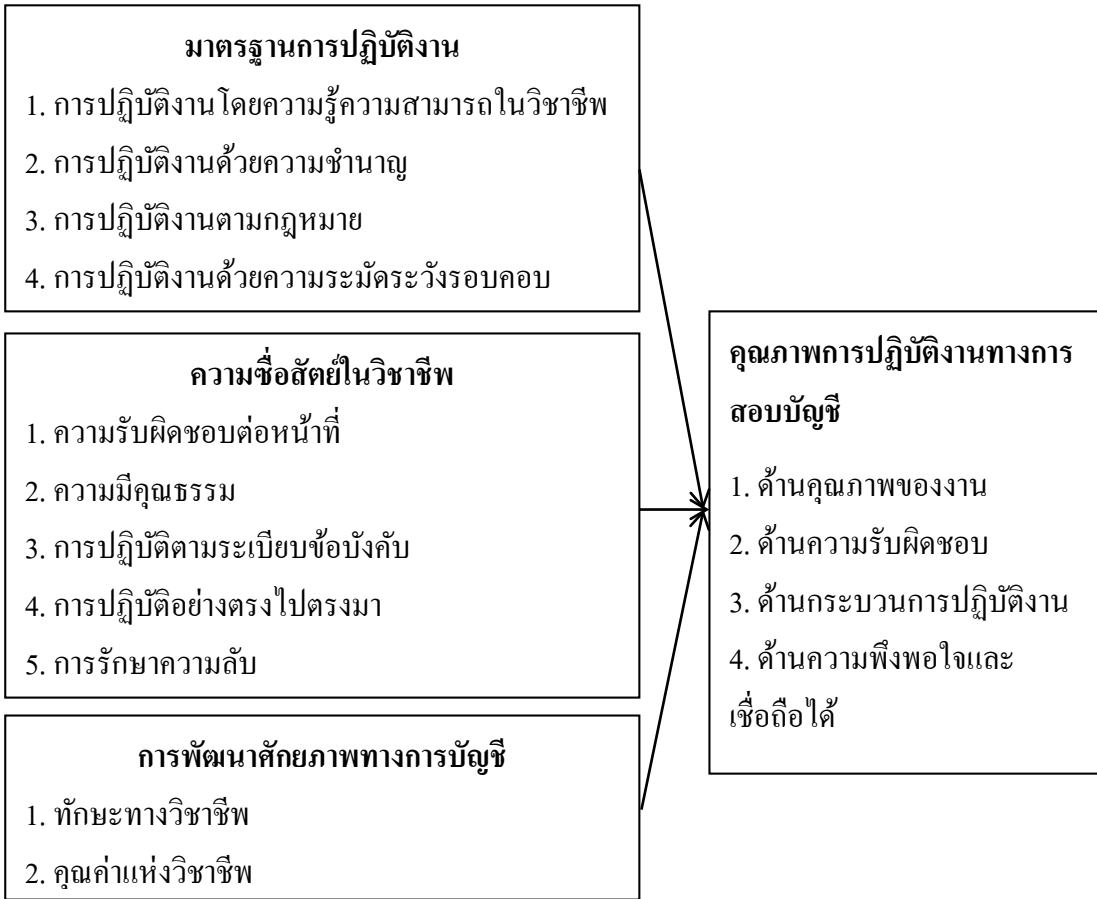 มาตรฐานการปฏิบัติงาน
1. การปฏิบัติงานโดยความรู้ความสามารถในวิชาชีพ
2. การปฏิบัติงานด้วยความชำนาญ
3. การปฏิบัติงานตามกฎหมาย
4. การปฏิบัติงานด้วยความระมัดระวังรอบคอบ
ความซื่อสัตย์ในวิชาชีพ
1. ความรับผิดชอบต่อหน้าที่
2. ความมีคุณธรรม
3. การปฏิบัติตามระเบียบข้อบังคับ
4. การปฏิบัติอย่างตรงไปตรงมา
5. การรักษาความลับ
การพัฒนาศักยภาพทางการบัญชี
1. ทักษะทางวิชาชีพ
2. คุณค่าแห่งวิชาชีพ
คุณภาพการปฏิบัติงานทางการ
สอบบัญชี
1. ด้านคุณภาพของงาน
2. ด้านความรับผิดชอบ
3. ด้านกระบวนการปฏิบัติงาน
4. ด้านความพึงพอใจและ
เชื่อถือได้